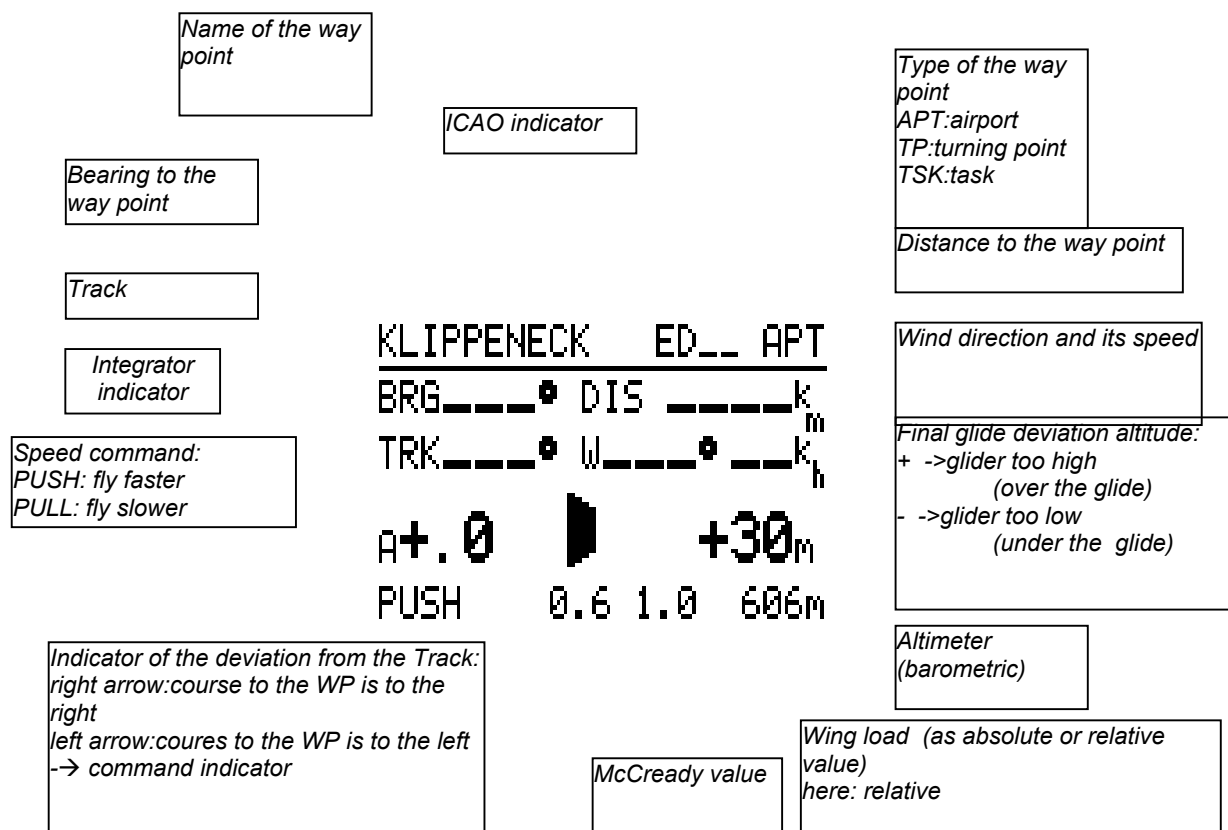 Name of the way
point
ICAO indicator
Type of the way
point
APT:airport
TP:turning point
TSK:task
Bearing to the
way point
Distance to the way point
Track
Integrator
indicator
Wind direction and its speed
Speed command:
PUSH: fly faster
PULL: fly slower
Final glide deviation altitude:
+ ->glider too high
(over the glide)
- ->glider too low
(under the glide)
KLIPPENECK ED__ APT
BRG___° DIS ____km
TRK___° W___° __kh
A+.0 +30m
PUSH 0.6 1.0 606m
Altimeter
(barometric)
Indicator of the deviation from the Track:
right arrow:course to the WP is to the
right
left arrow:coures to the WP is to the left
-→ command indicator
McCready value
Wing load (as absolute or relative
value)
here: relative